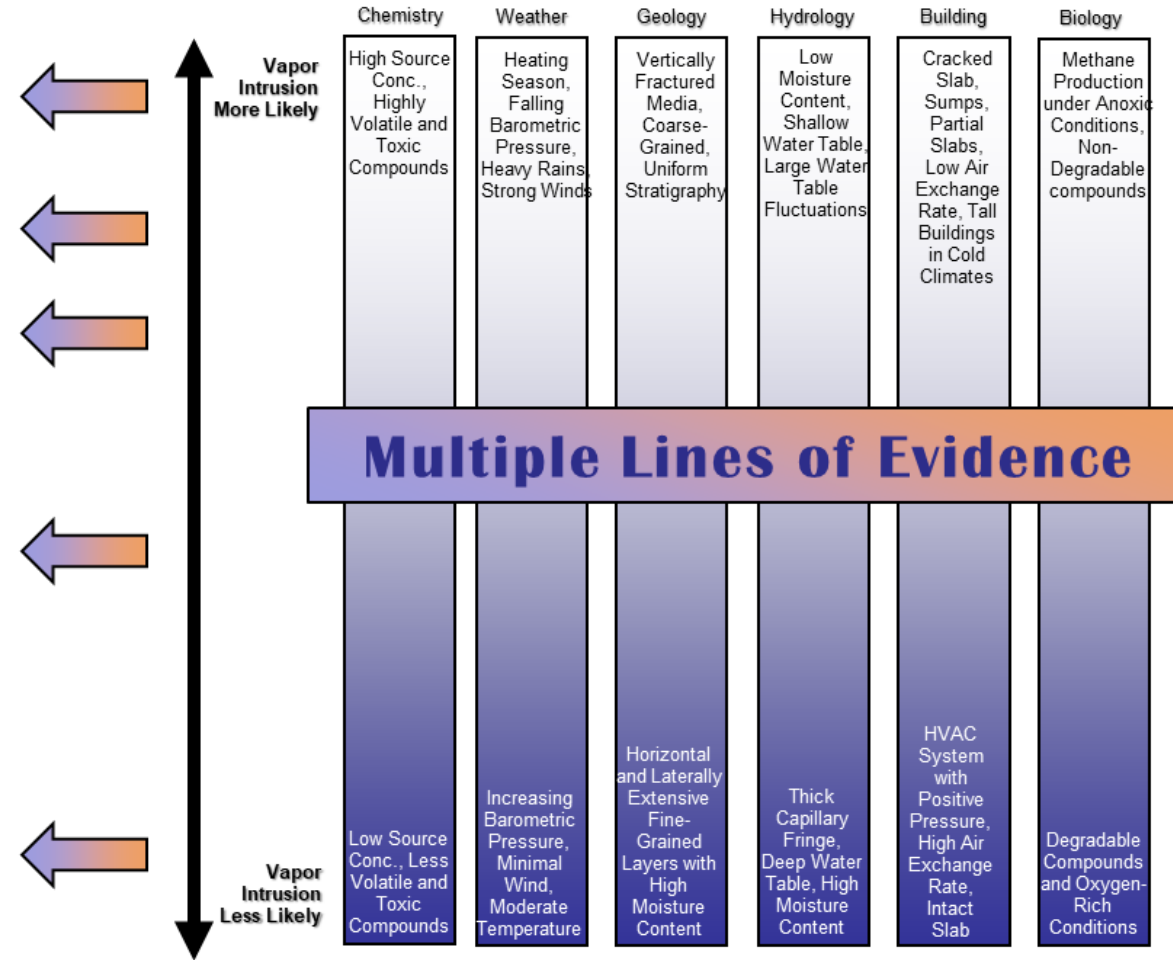 Chemistry
Weather
Geology
Hydrology
Building
Biology
Vapor
Intrusion
More Likely
High Source
Conc.,
Highly
Volatile and
Toxic
Compounds
Heating
Season,
Falling
Barometric
Pressure,
Heavy Rains,
Strong Winds
Vertically
Fractured
Media,
Coarse-
Grained,
Uniform
Stratigraphy
Low
Moisture
Content,
Shallow
Water Table,
Large Water
Table
Fluctuations
Cracked
Slab,
Sumps,
Partial
Slabs,
Low Air
Exchange
Rate, Tall
Buildings
in Cold
Climates
Methane
Production
under Anoxic
Conditions,
Non-
Degradable
compounds
Multiple Lines of Evidence
Vapor
Intrusion
Less Likely
Low Source
Conc., Less
Volatile and
Toxic
Compounds
Increasing
Barometric
Pressure,
Minimal
Wind,
Moderate
Temperature
Horizontal
and Laterally
Extensive
Fine-
Grained
Layers with
High
Moisture
Content
Thick
Capillary
Fringe,
Deep Water
Table, High
Moisture
Content
HVAC
System
with
Positive
Pressure,
High Air
Exchange
Rate,
Intact
Slab
Degradable
Compounds
and Oxygen-
Rich
Conditions